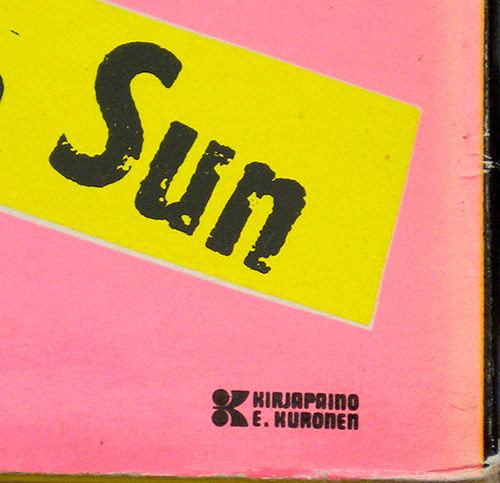 Sun
KIRJAPAINO
E. KURONEN